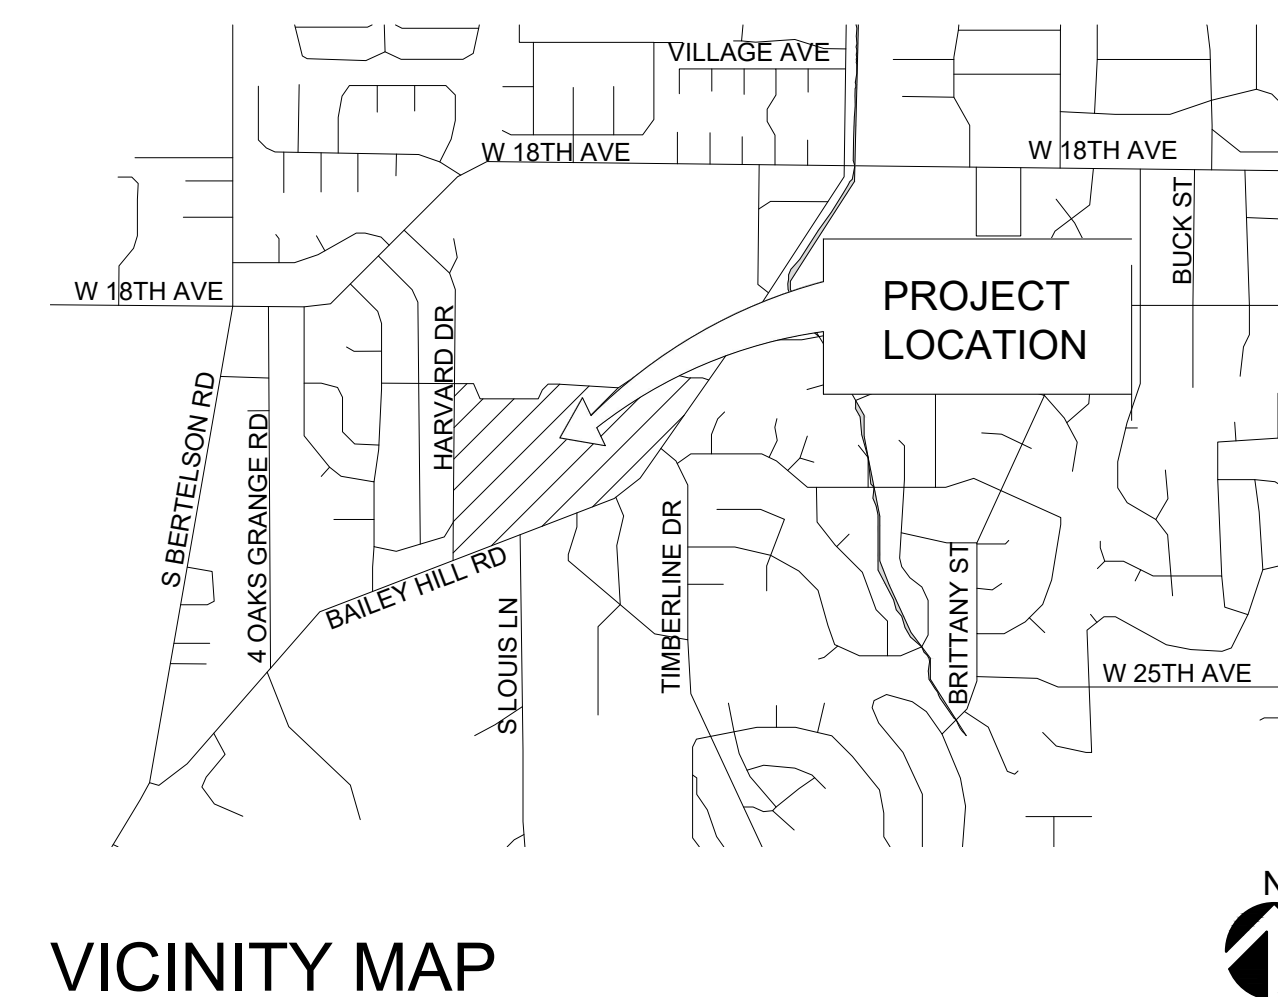 VILLAGE AVE
W 18TH AVE
W 18TH AVE
BUCK ST
W 18TH AVE
PROJECT
LOCATION
HARVARD DR
S BERTELSON RD
4 OAKS GRANGE RD
BAILEY HILL RD
S LOUIS LN
TIMBERLINE DR
BRITTANY ST
W 25TH AVE
VICINITY MAP
N